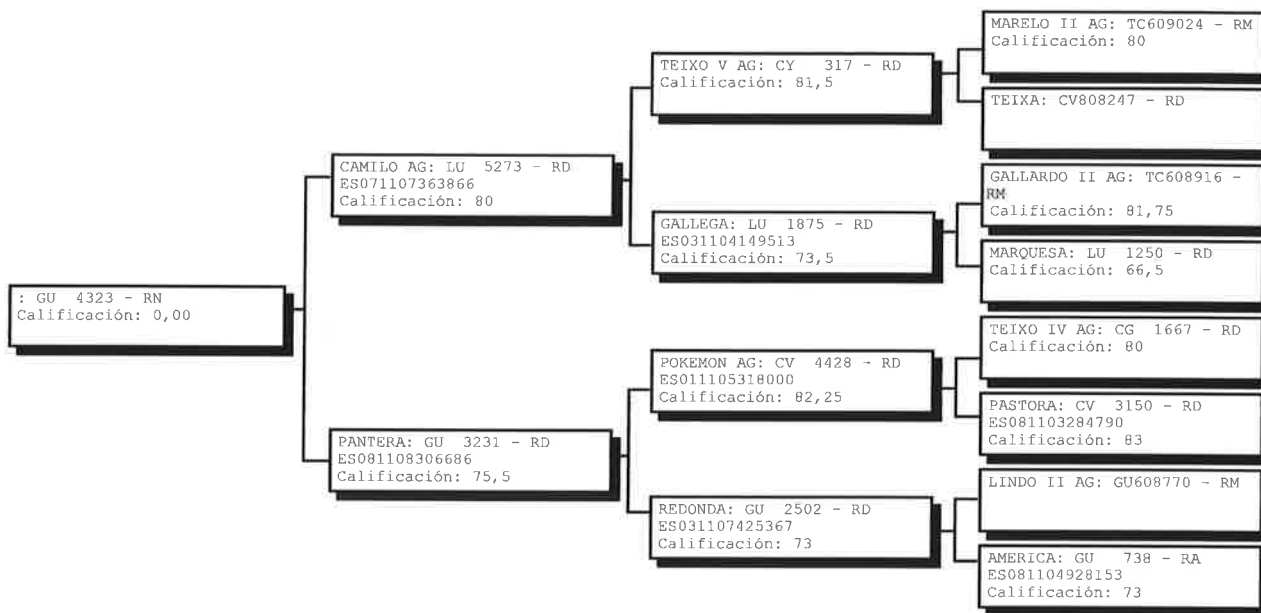 : GU 4323 - RN
Calificación: 0,00
CAMILO AG: LU 5273 - RD
ES071107363866
Calificación: 80
PANTERA: GU 3231 - RD
ES081108306686
Calificación: 75,5
TEIXO V AG: CY 317 - RD
Calificación: 81,5
GALLEGA: LU 1875 - RD
ES031104149513
Calificación: 73,5
POKEMON AG: CV 4428 - RD
ES011105318000
Calificación: 82,25
REDONDA: GU 2502 - RD
ES031107425367
Calificación: 73
MARELO II AG: TC609024 - RM
Calificación: 80
TEIXA: CV808247 - RD
GALLARDO II AG: TC608916 -
RM
Calificación: 81,75
MARQUESA: LU 1250 - RD
Calificación: 66,5
TEIXO IV AG: CG 1667 - RD
Calificación: 80
PASTORA: CV 3150 - RD
ES081103284790
Calificación: 83
LINDO II AG: GU608770 - RM
AMERICA: GU 738 - RA
ES081104928153
Calificación: 73